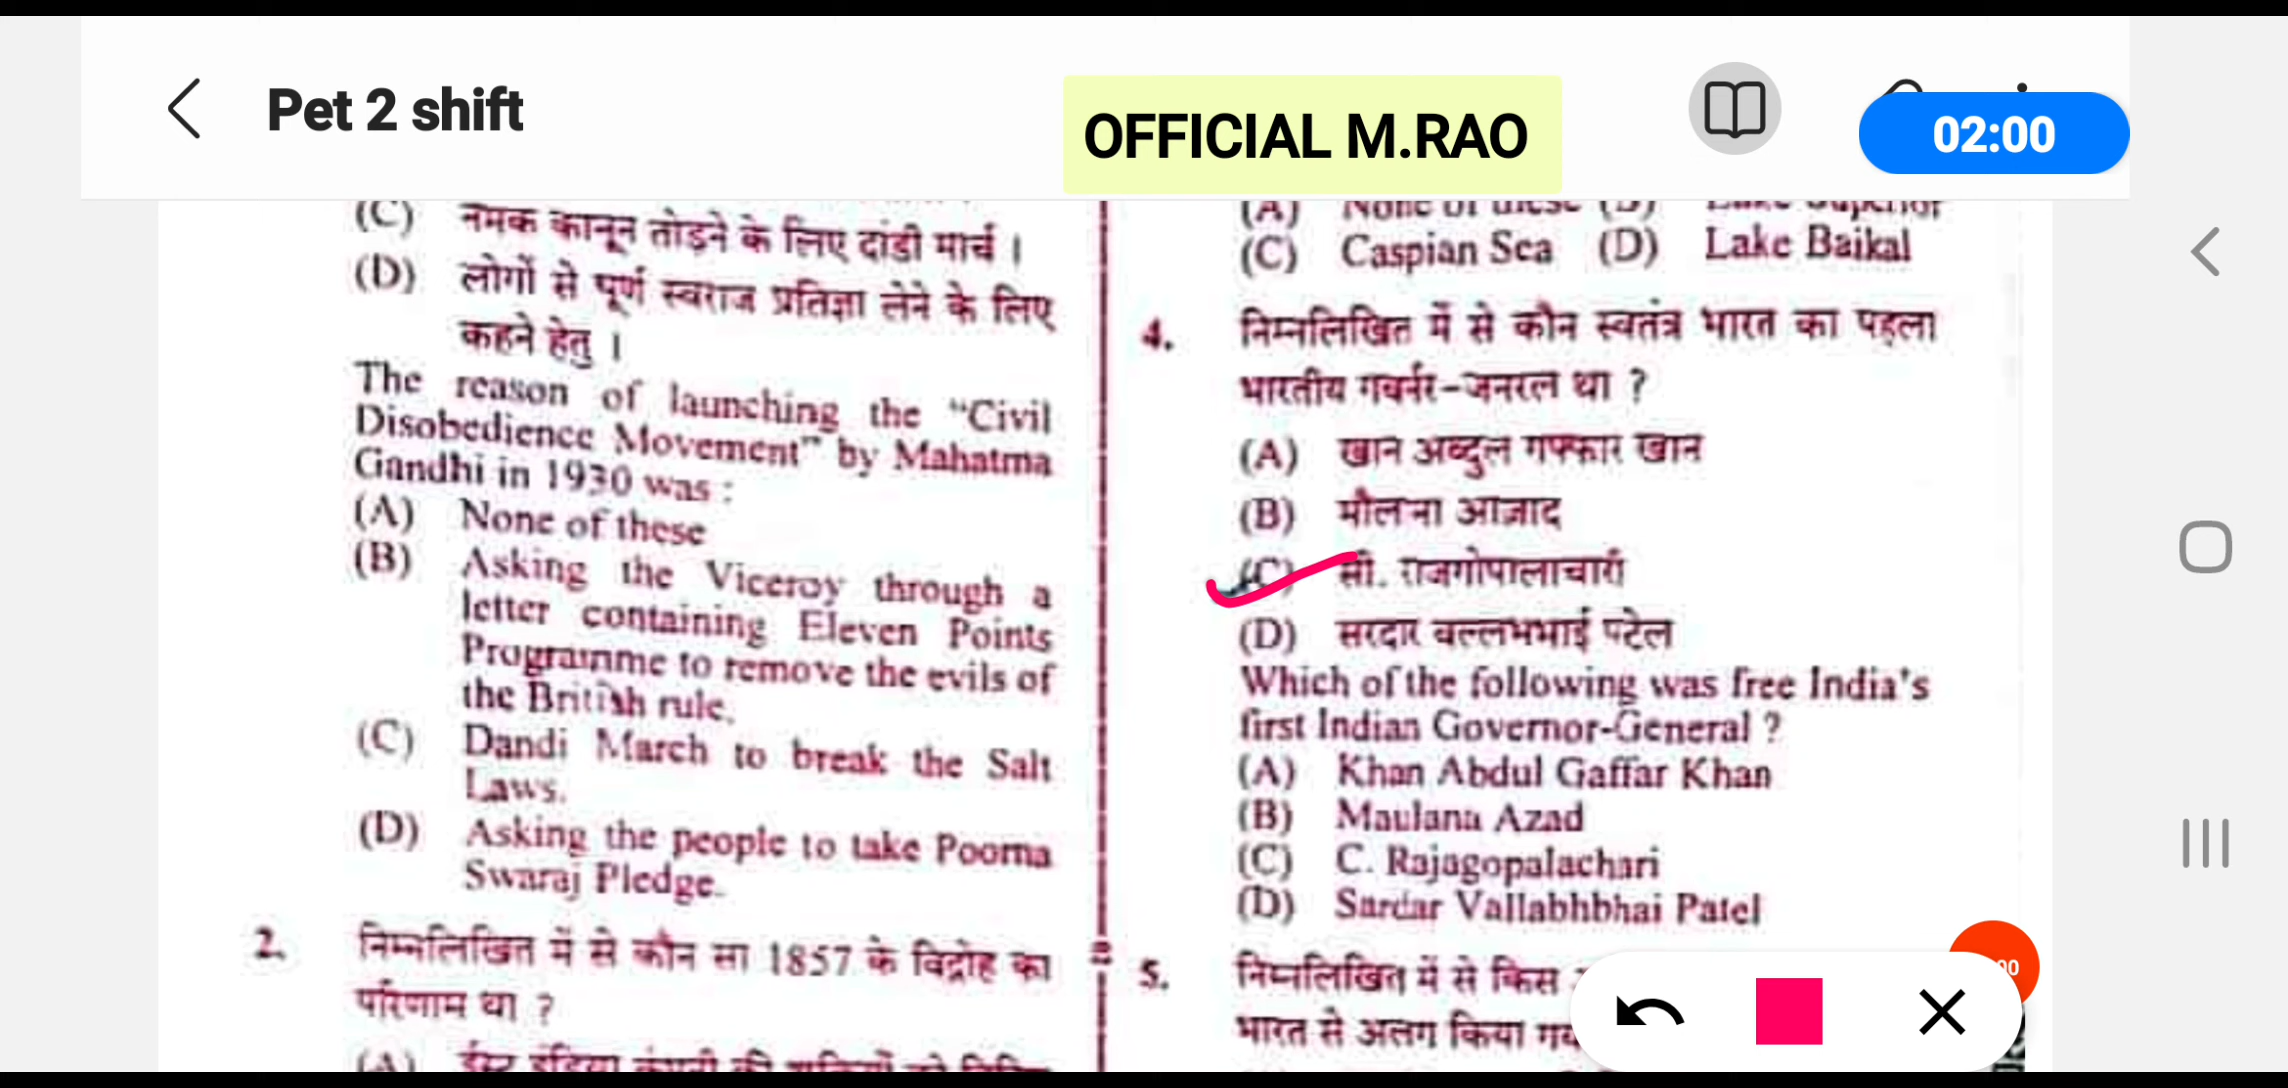 Pet 2 shift
OFFICIAL M.RAO
02:00
(C) नमक कानून तोड़ने के लिए दांडी मार्च ।
(D) लोगों से पूर्ण स्वराज प्रतिज्ञा लेने के लिए
कहने हेतु ।
The reason of launching the “Civil
Disobedience Movement” by Mahatma
Gandhi in 1930 was :
(A) None of these
(B) Asking the Viceroy through a
letter containing Eleven Points
Programme to remove the evils of
the British rule.
(C) Dandi March to break the Salt
Laws.
(D) Asking the people to take Poorna
Swaraj Pledge.
2. निम्नलिखित में से कौन सा 1857 के विद्रोह का
परिणाम था ?
(A)
(A) None of these (B) Lake Superior
(C) Caspian Sea (D) Lake Baikal
4. निम्नलिखित में से कौन स्वतंत्र भारत का पहला
भारतीय गवर्नर-जनरल था ?
(A) खान अब्दुल गफ्फार खान
(B) मौलाना आज़ाद
(C) सी. राजगोपालाचारी
(D) सरदार वल्लभभाई पटेल
Which of the following was free India's
first Indian Governor-General ?
(A) Khan Abdul Gaffar Khan
(B) Maulana Azad
(C) C. Rajagopalachari
(D) Sardar Vallabhbhai Patel
5. निम्नलिखित में से किस
भारत से अलग किया